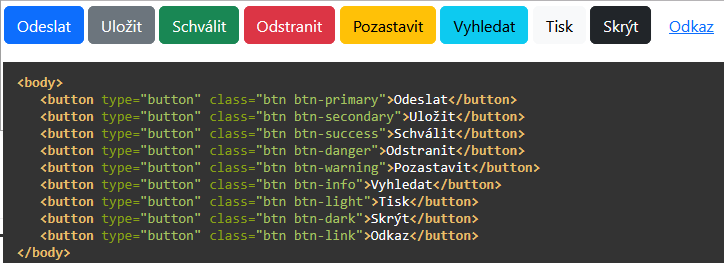 Odeslat Uložit Schválit Odstranit Pozastavit Vyhledat Tisk Skrýt Odkaz
<body>
<button type="button" class="btn btn-primary">Odeslat</button>
<button type="button" class="btn btn-secondary">Uložit</button>
<button type="button" class="btn btn-success">Schválit</button>
<button type="button" class="btn btn-danger">Odstranit</button>
<button type="button" class="btn btn-warning">Pozastavit</button>
<button type="button" class="btn btn-info">Vyhledat</button>
<button type="button" class="btn btn-light">Tisk</button>
<button type="button" class="btn btn-dark">Skrýt</button>
<button type="button" class="btn btn-link">Odkaz</button>
</body>